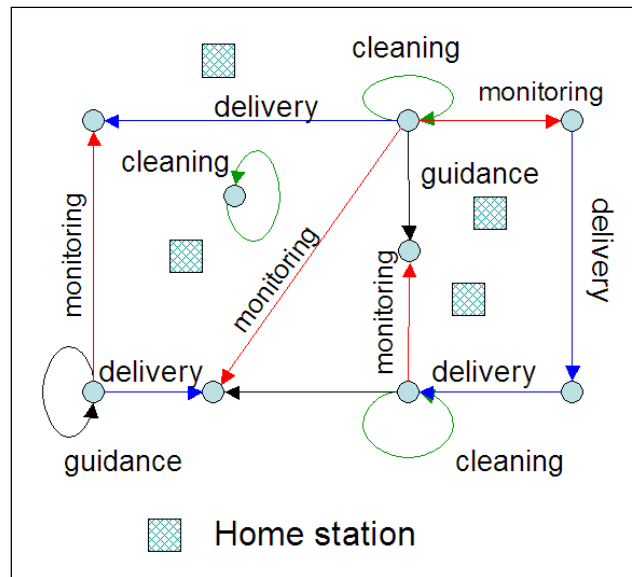 cleaning
monitoring
delivery
cleaning
guidance
delivery
monitoring
monitoring
monitoring
delivery
delivery
guidance
cleaning
Home station